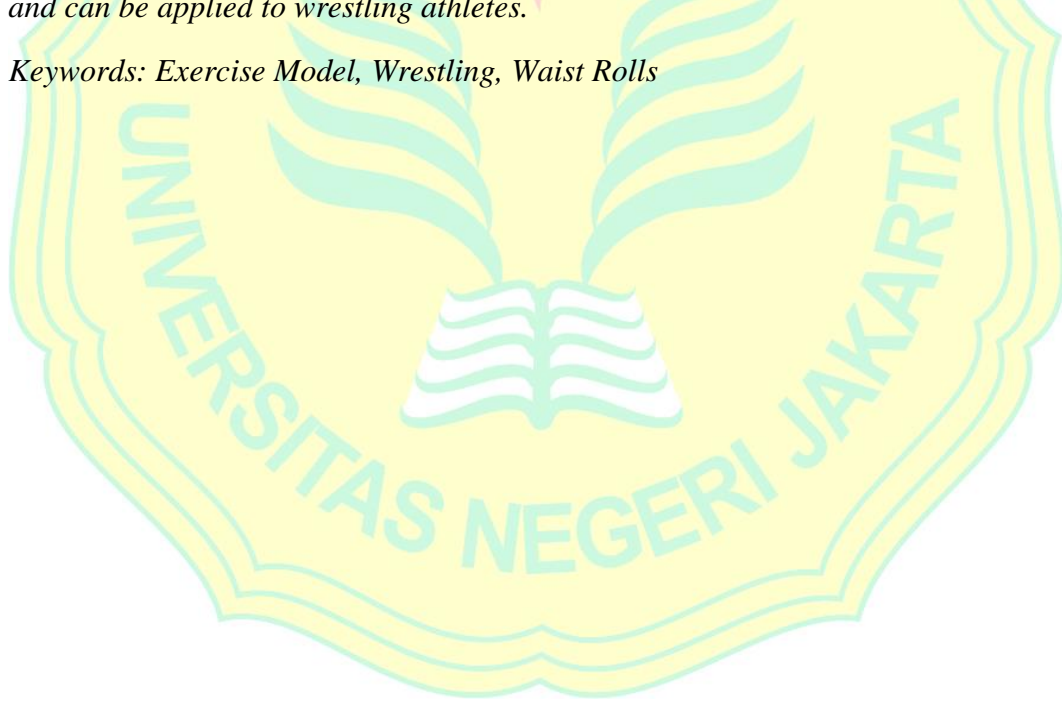 and can be applied to wrestling athletes.
Keywords: Exercise Model, Wrestling, Waist Rolls
UNIVERSITAS NEGERI JAKARTA